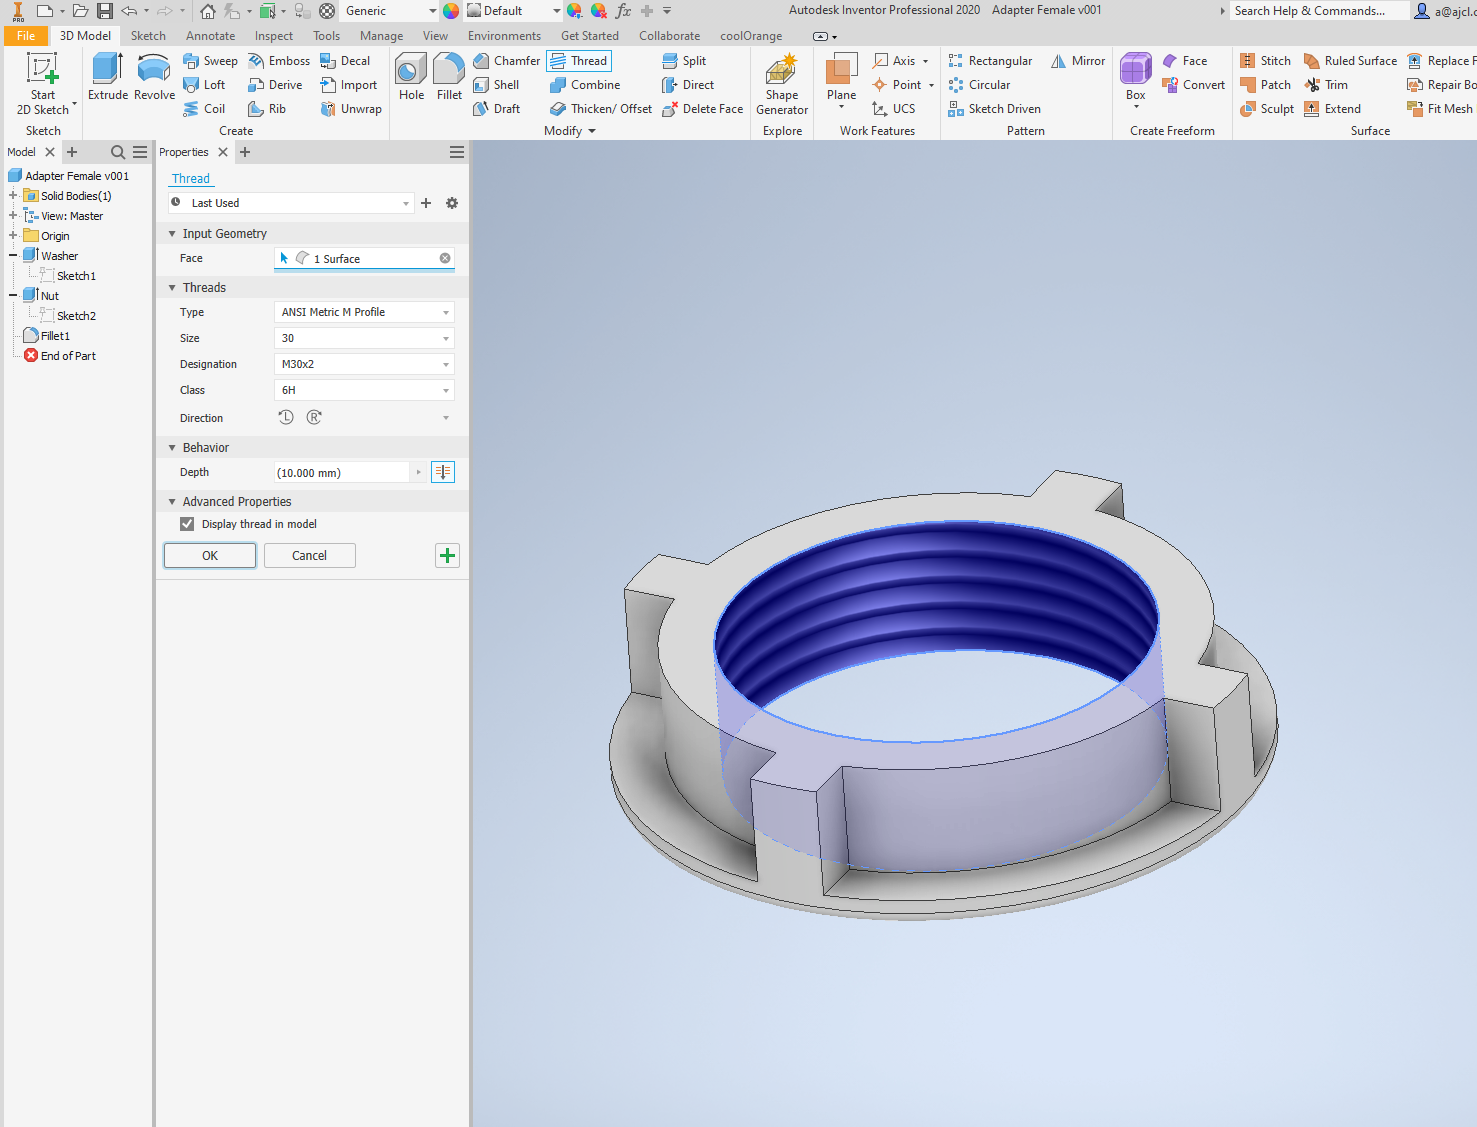 PRO
Generic
Default
fx
Autodesk Inventor Professional 2020 Adapter Female v001
Search Help & Commands...
a@ajcl.c
File 3D Model Sketch Annotate Inspect Tools Manage View Environments Get Started Collaborate coolOrange
Start
2D Sketch
Sketch
Extrude
Revolve
Sweep
Loft
Coil
Emboss
Derive
Rib
Decal
Import
Unwrap
Create
Hole
Fillet
Chamfer
Shell
Draft
Thread
Combine
Thicken/ Offset
Split
Direct
Delete Face
Modify
Shape
Generator
Explore
Plane
Axis
Point
UCS
Work Features
Rectangular
Circular
Sketch Driven
Mirror
Pattern
Box
Face
Convert
Create Freeform
Stitch
Patch
Sculpt
Ruled Surface
Trim
Extend
Replace F
Repair Bo
Fit Mesh
Surface
Model
Adapter Female v001
Solid Bodies(1)
View: Master
Origin
Washer
Sketch1
Nut
Sketch2
Fillet1
End of Part
Properties
Thread
Last Used
Input Geometry
Face 1 Surface
Threads
Type ANSI Metric M Profile
Size 30
Designation M30x2
Class 6H
Direction L R
Behavior
Depth (10.000 mm)
Advanced Properties
Display thread in model
OK Cancel